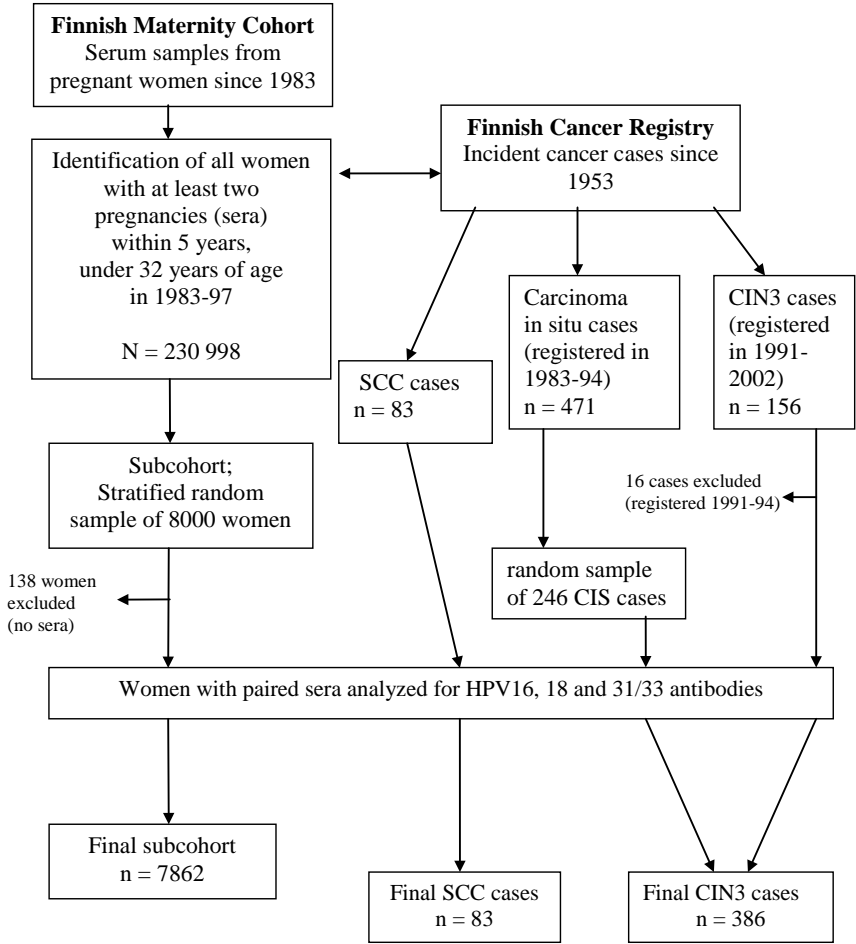 Finnish Maternity Cohort
Serum samples from
pregnant women since 1983
Finnish Cancer Registry
Incident cancer cases since
1953
Identification of all women
with at least two
pregnancies (sera)
within 5 years,
under 32 years of age
in 1983-97
N = 230 998
SCC cases
n = 83
Carcinoma
in situ cases
(registered in
1983-94)
n = 471
CIN3 cases
(registered
in 1991-
2002)
n = 156
Subcohort;
Stratified random
sample of 8000 women
16 cases excluded
(registered 1991-94)
random sample
of 246 CIS cases
138 women
excluded
(no sera)
Women with paired sera analyzed for HPV16, 18 and 31/33 antibodies
Final subcohort
n = 7862
Final SCC cases
n = 83
Final CIN3 cases
n = 386